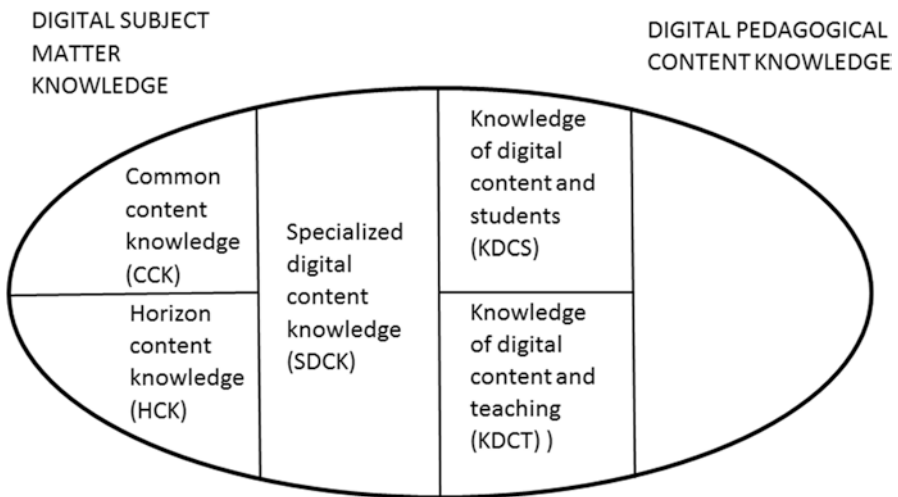 DIGITAL SUBJECT
MATTER
KNOWLEDGE
DIGITAL PEDAGOGICAL
CONTENT KNOWLEDGE
Common
content
knowledge
(CCK)
Horizon
content
knowledge
(HCK)
Specialized
digital
content
knowledge
(SDCK)
Knowledge
of digital
content and
students
(KDCS)
Knowledge
of digital
content and
teaching
(KDCT) )